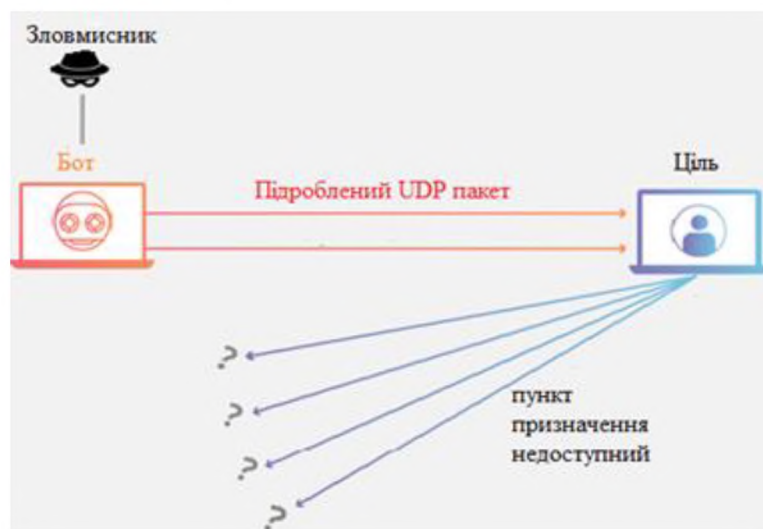 Зловмисник
Бот
Ціль
Підроблений UDP пакет
?
?
?
?
пункт
призначення
недоступний